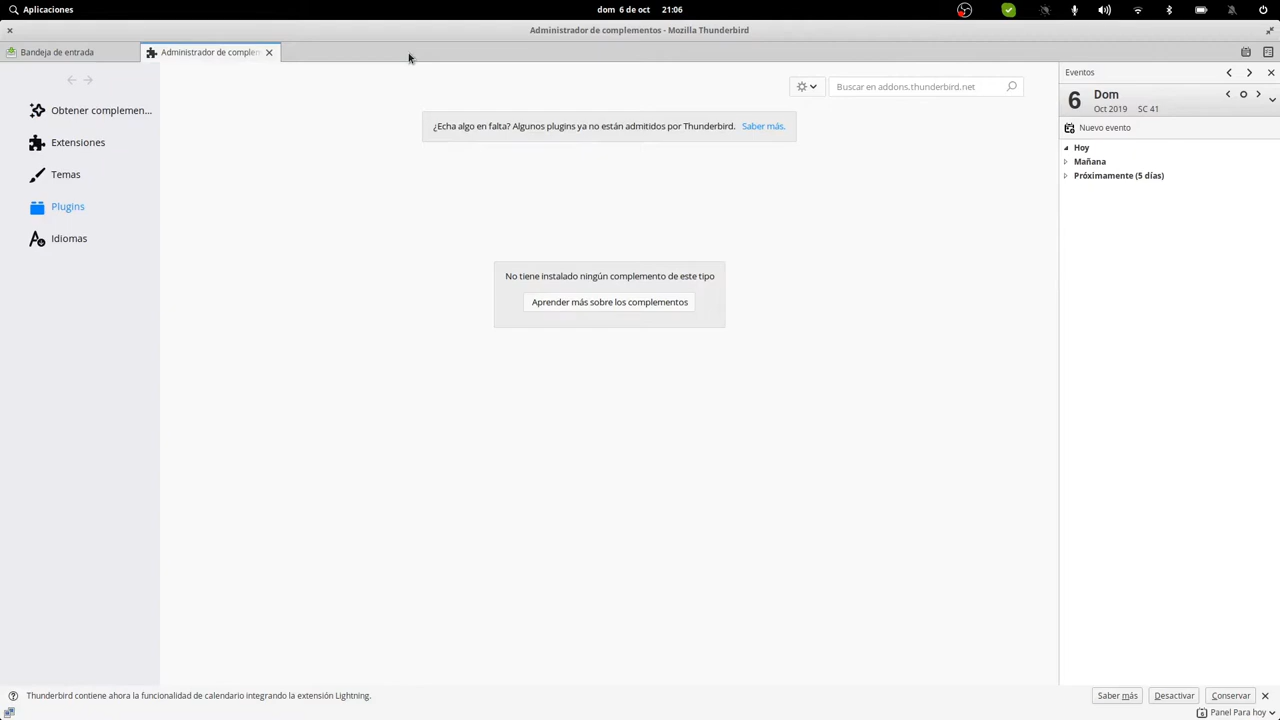 Aplicaciones
dom 6 de oct 21:06
Administrador de complementos - Mozilla Thunderbird
Bandeja de entrada
Administrador de complem
Obtener complemen...
Extensiones
Temas
Plugins
Idiomas
Buscar en addons.thunderbird.net
¿Echa algo en falta? Algunos plugins ya no están admitidos por Thunderbird. Saber más.
No tiene instalado ningún complemento de este tipo
Aprender más sobre los complementos
Eventos
6 Dom
Oct 2019 SC 41
Nuevo evento
Hoy
Mañana
Próximamente (5 días)
Thunderbird contiene ahora la funcionalidad de calendario integrando la extensión Lightning.
Saber más
Desactivar
Conservar
Panel Para hoy